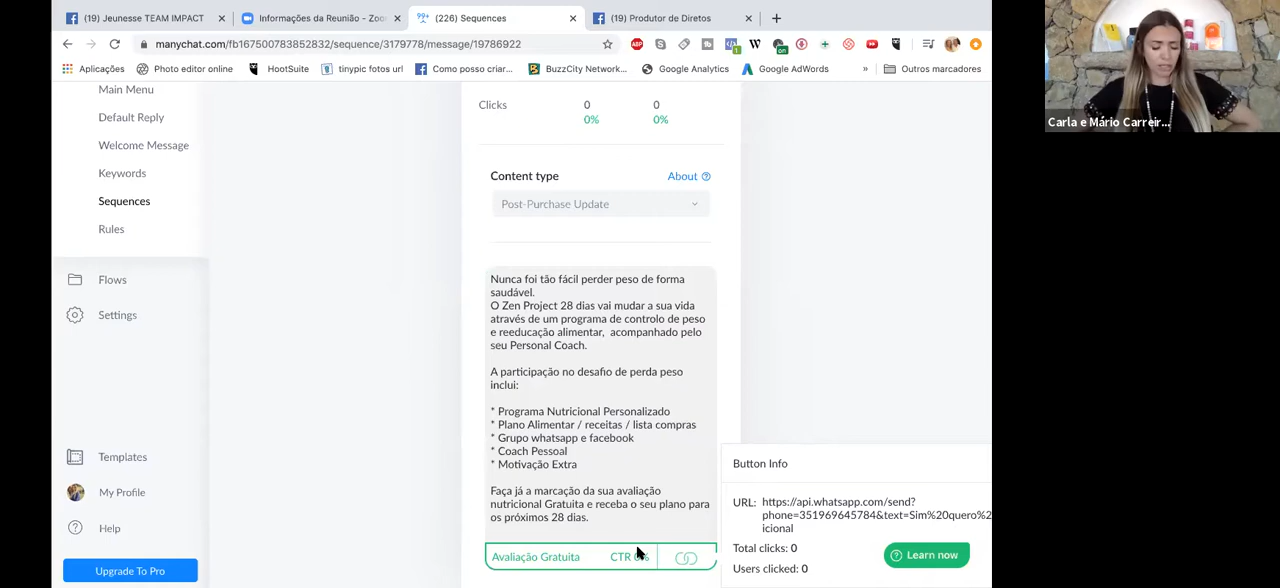 (19) Jeunesse TEAM IMPACT
Informações da Reunião - Zoo
(226) Sequences
(19) Produtor de Diretos
manychat.com/fb167500783852832/sequence/3179778/message/19786922
Aplicações
Photo editor online
HootSuite
tinypic fotos url
Como posso criar...
BuzzCity Network...
Google Analytics
Google AdWords
»
Outros marcadores
Carla e Mário Carreir...
Main Menu
Default Reply
Welcome Message
Keywords
Sequences
Rules
Flows
Settings
Templates
My Profile
Help
Upgrade To Pro
Clicks 0 0
0% 0%
Content type About
Post-Purchase Update
Nunca foi tão fácil perder peso de forma
saudável.
O Zen Project 28 dias vai mudar a sua vida
através de um programa de controlo de peso
e reeducação alimentar, acompanhado pelo
seu Personal Coach.
A participação no desafio de perda peso
inclui:
* Programa Nutricional Personalizado
* Plano Alimentar / receitas / lista compras
* Grupo whatsapp e facebook
* Coach Pessoal
* Motivação Extra
Faça já a marcação da sua avaliação
nutricional Gratuita e receba o seu plano para
os próximos 28 dias.
Avaliação Gratuita CTR
Button Info
URL: https://api.whatsapp.com/send?
phone=351969645784&text=Sim%20quero%2
icional
Total clicks: 0
Users clicked: 0
Learn now